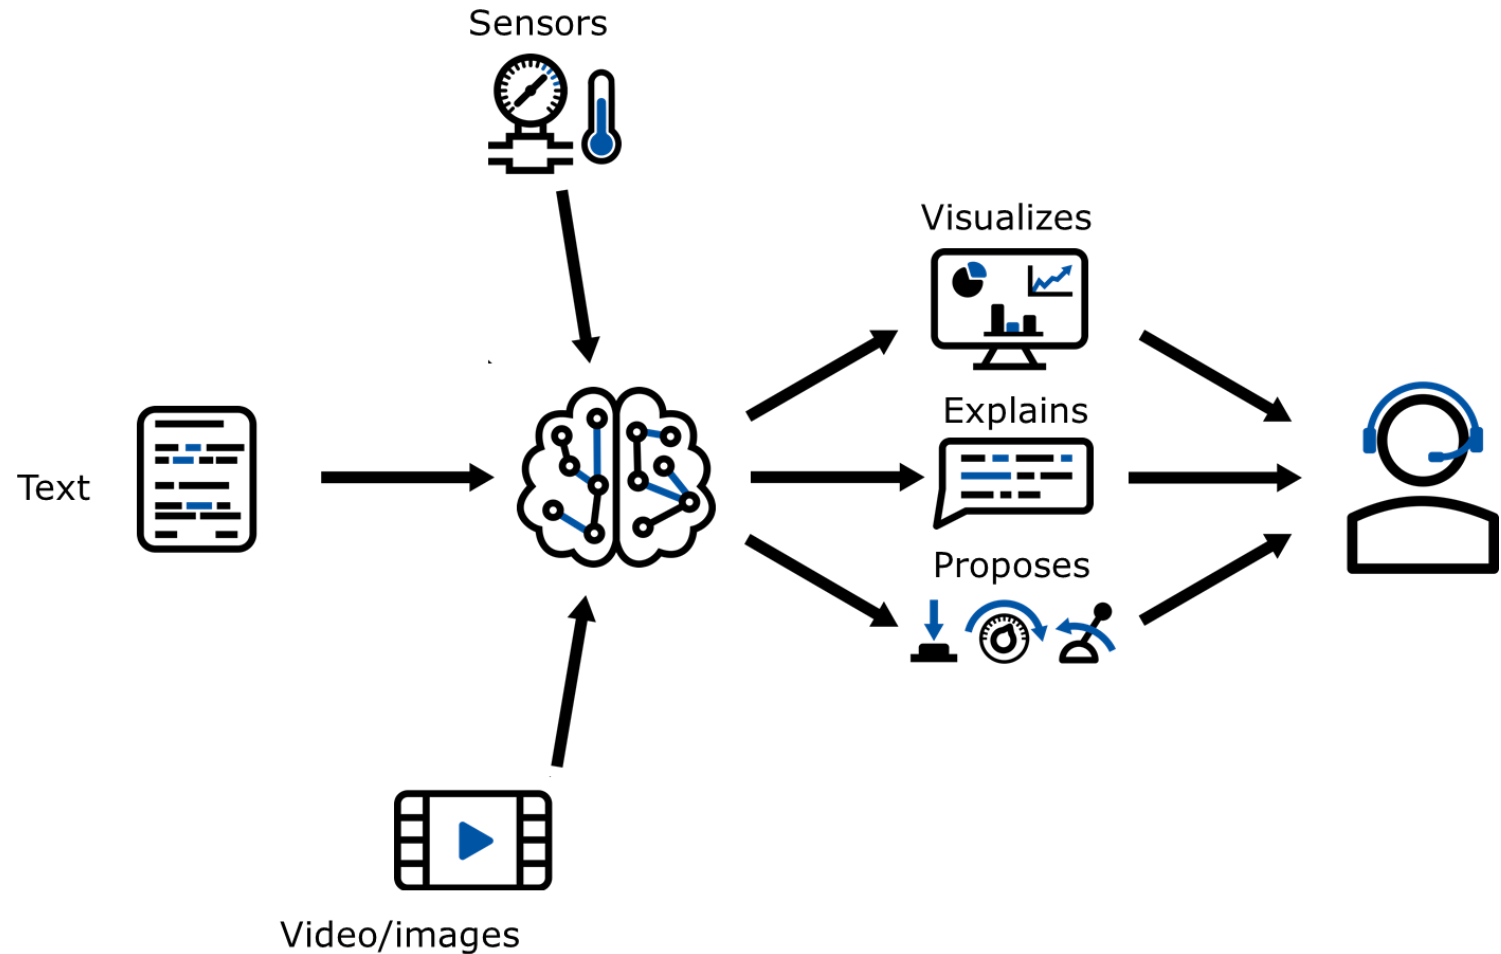 Sensors
Visualizes
Explains
Text
Proposes
Video/images